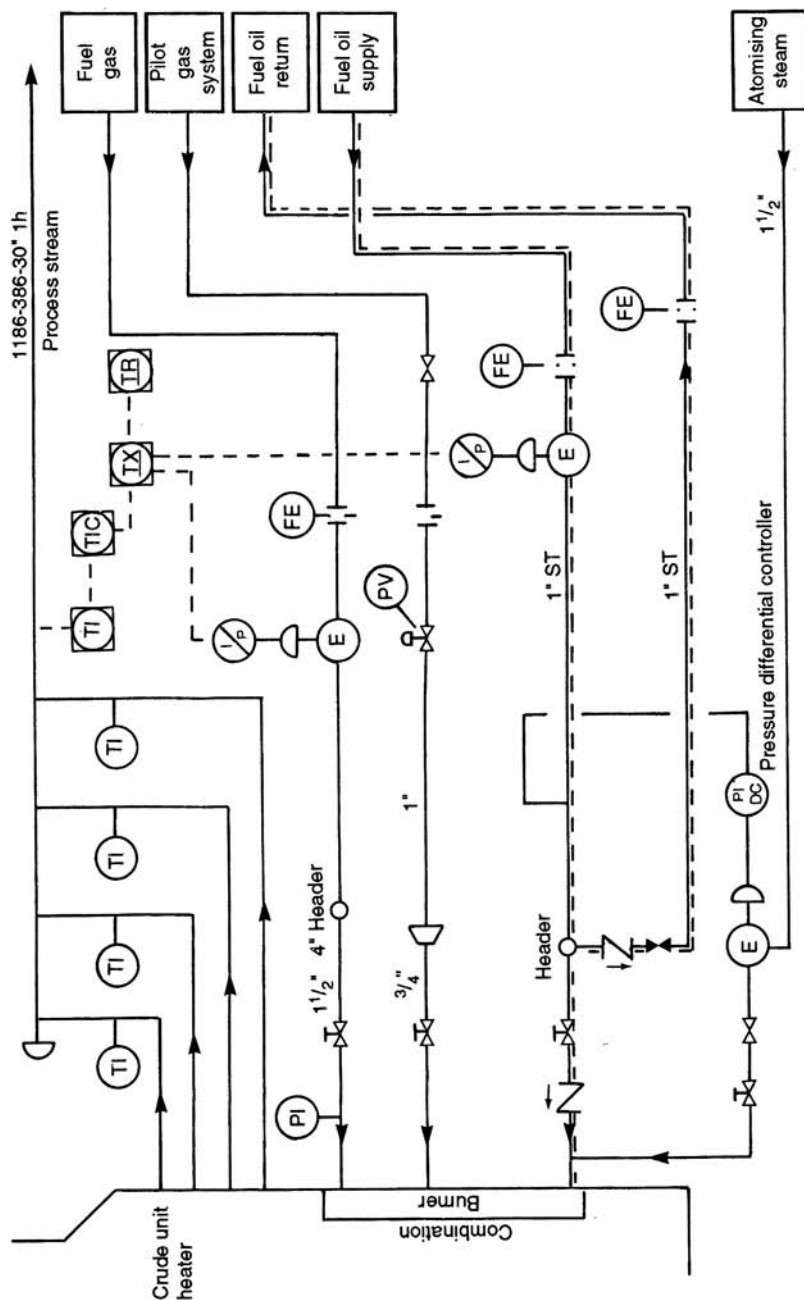 1186-386-30" 1h
Process stream
Fuel
gas
Pilot
gas
system
Fuel oil
return
Fuel oil
supply
Atomising
steam
TI
TIC
TX
TR
TI
TI
TI
TI
I/P
E
FE
I/P
E
FE
FE
PV
PI
1 1/2"
4" Header
3/4"
1"
1" ST
1" ST
1 1/2"
Header
PI
DC
E
Pressure differential controller
Crude unit
heater
Combination
Burner